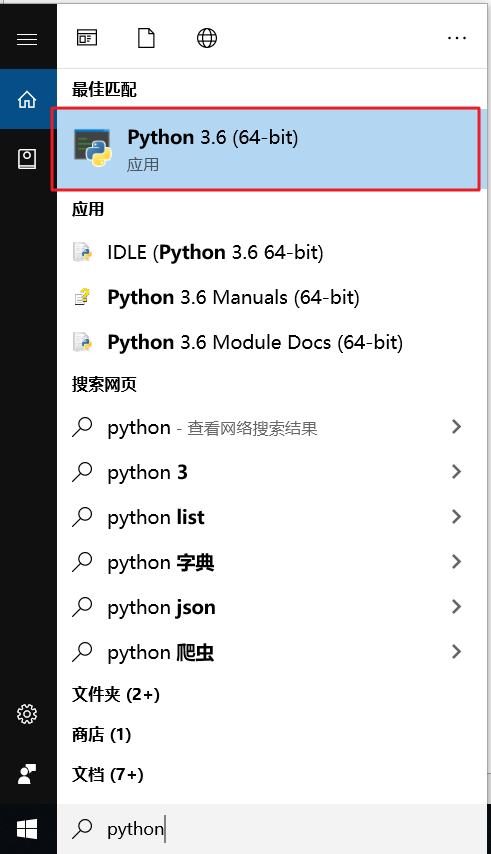 ···
最佳匹配
Python 3.6 (64-bit)
应用
应用
IDLE (Python 3.6 64-bit)
Python 3.6 Manuals (64-bit)
Python 3.6 Module Docs (64-bit)
搜索网页
python - 查看网络搜索结果
python 3
python list
python 字典
python json
python 爬虫
文件夹 (2+)
商店 (1)
文档 (7+)
python